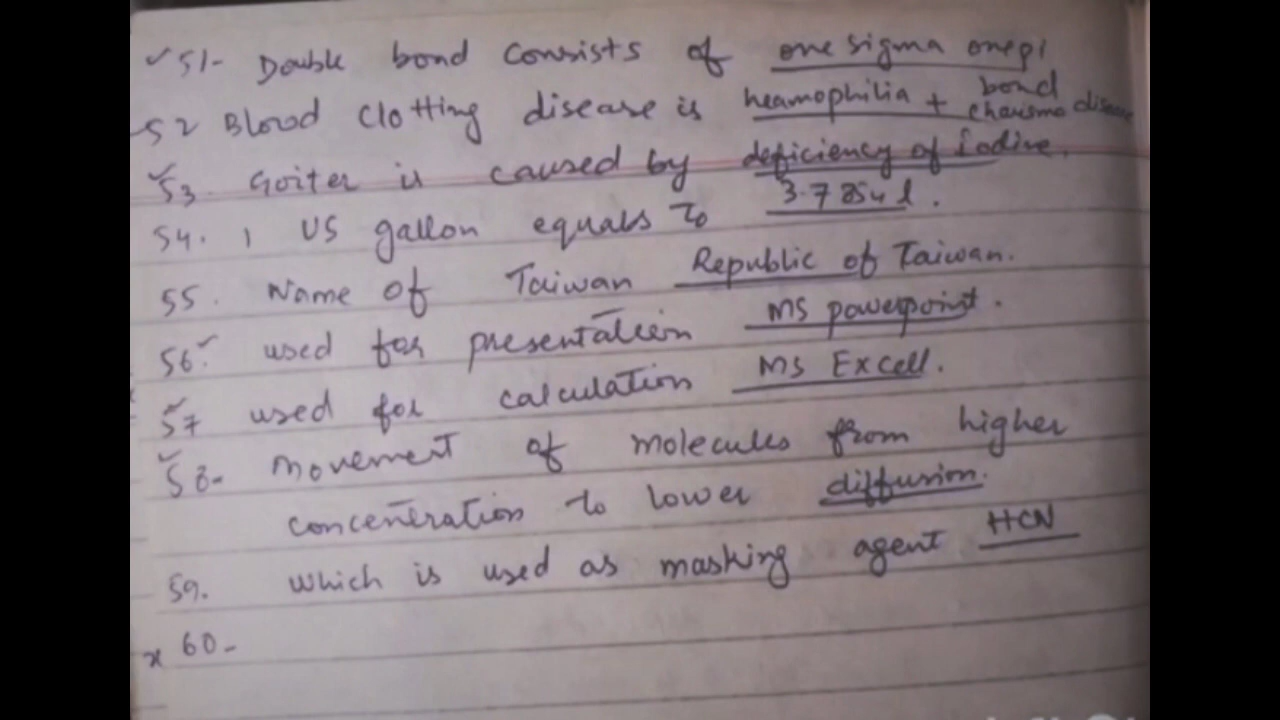 51- Double bond consists of one sigma one pi
bond
52 Blood clotting disease is heamophilia + charisma disease
53. Goiter is caused by deficiency of Iodine.
54. 1 US gallon equals to 3.7854 l.
55. Name of Taiwan Republic of Taiwan.
56. used for presentation MS powerpoint.
57 used for calculation MS Excell.
58- Movement of molecules from higher
concentration to lower diffusion.
59. which is used as masking agent HCN
x 60-